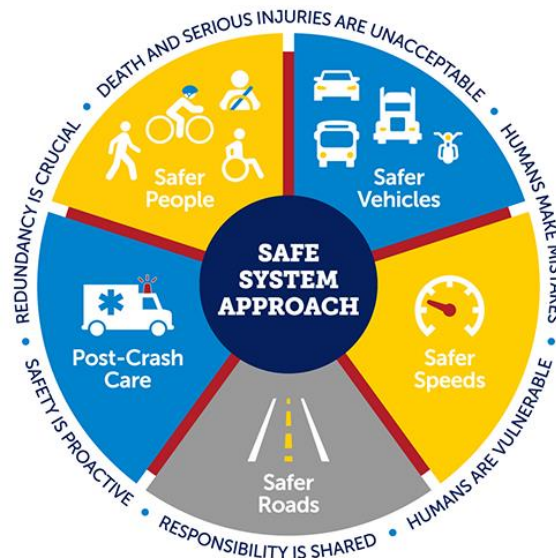 DEATH AND SERIOUS INJURIES ARE UNACCEPTABLE
HUMANS MAKE MISTAKES
HUMANS ARE VULNERABLE
RESPONSIBILITY IS SHARED
SAFETY IS PROACTIVE
REDUNDANCY IS CRUCIAL
Safer
People
Safer
Vehicles
SAFE
SYSTEM
APPROACH
Post-Crash
Care
Safer
Speeds
Safer
Roads